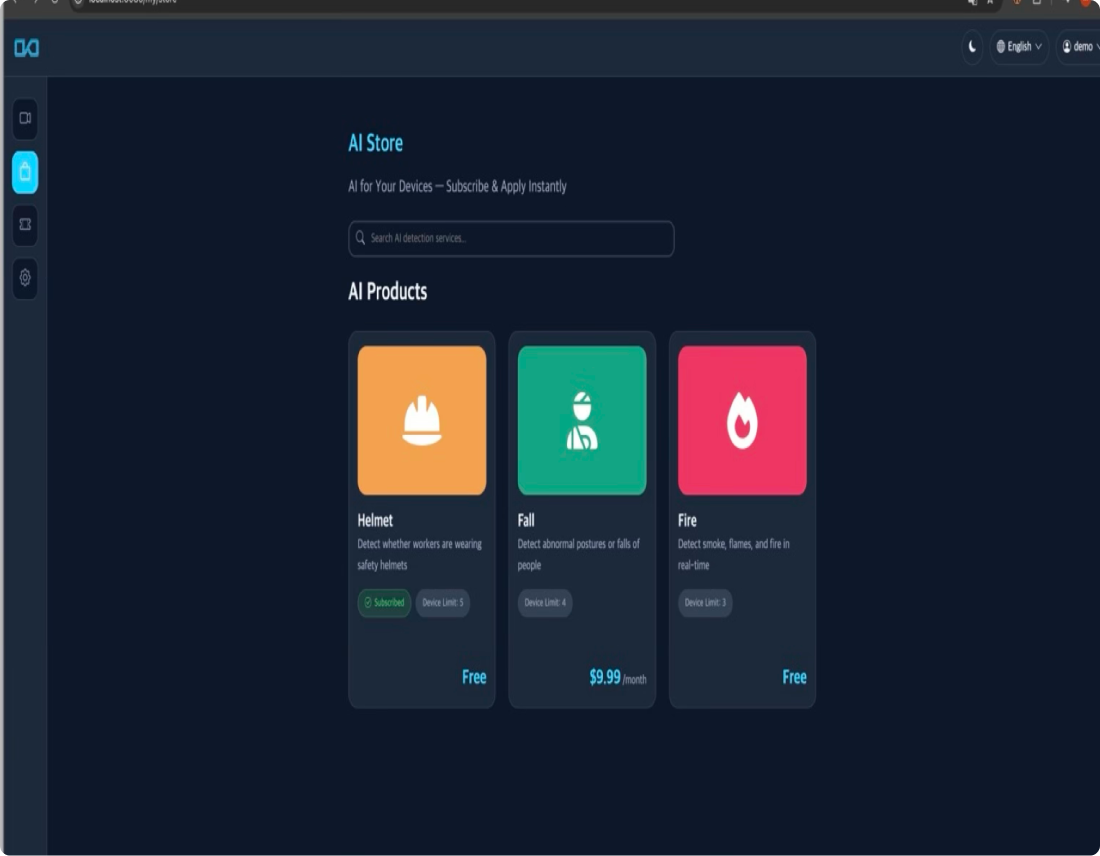 English
demo
AI Store
AI for Your Devices — Subscribe & Apply Instantly
Search AI detection services...
AI Products
Helmet
Detect whether workers are wearing
safety helmets
Subscribed
Device Limit: 5
Free
Fall
Detect abnormal postures or falls of
people
Device Limit: 4
$9.99 /month
Fire
Detect smoke, flames, and fire in
real-time
Device Limit: 3
Free